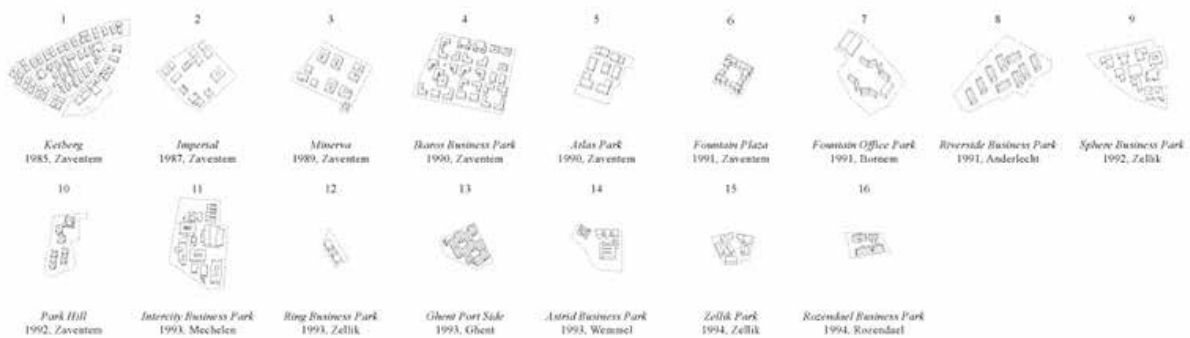 1 2 3 4 5 6 7 8 9
Keiberg Imperial Minerva Ikaros Business Park Atlas Park Fountain Plaza Fountain Office Park Riverside Business Park Sphere Business Park
1985, Zaventem 1987, Zaventem 1989, Zaventem 1990, Zaventem 1990, Zaventem 1991, Zaventem 1991, Bornem 1991, Anderlecht 1992, Zellik
10 11 12 13 14 15 16
Park Hill Intercity Business Park Ring Business Park Ghent Port Side Astrid Business Park Zellik Park Rozendael Business Park
1992, Zaventem 1993, Mechelen 1993, Zellik 1993, Ghent 1993, Wemmel 1994, Zellik 1994, Rozendael